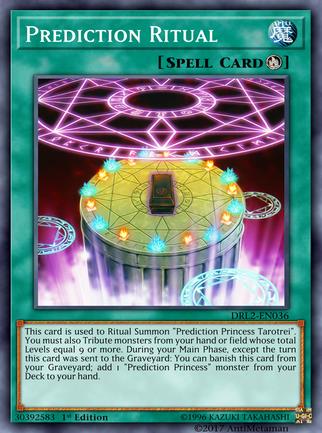 PREDICTION RITUAL
[SPELL CARD]
DRL2-EN036
This card is used to Ritual Summon "Prediction Princess Tarotrei".
You must also Tribute monsters from your hand or field whose total
Levels equal 9 or more. During your Main Phase, except the turn
this card was sent to the Graveyard: You can banish this card from
your Graveyard; add 1 "Prediction Princess" monster from your
Deck to your hand.
30392583 1st Edition ©1996 KAZUKI TAKAHASHI
©2017 AntiMetaman